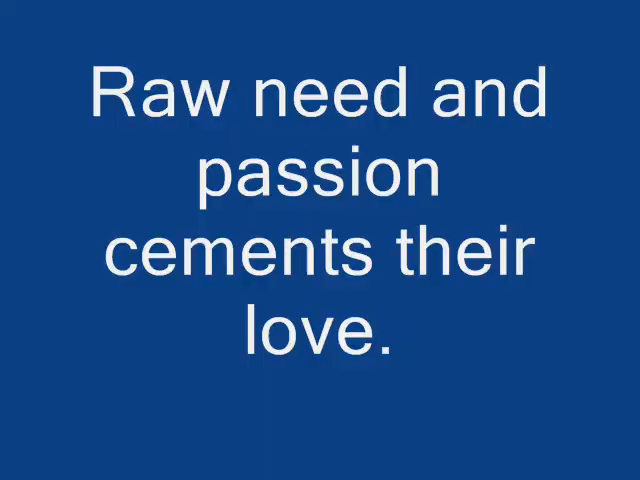 Raw need and
passion
cements their
love.